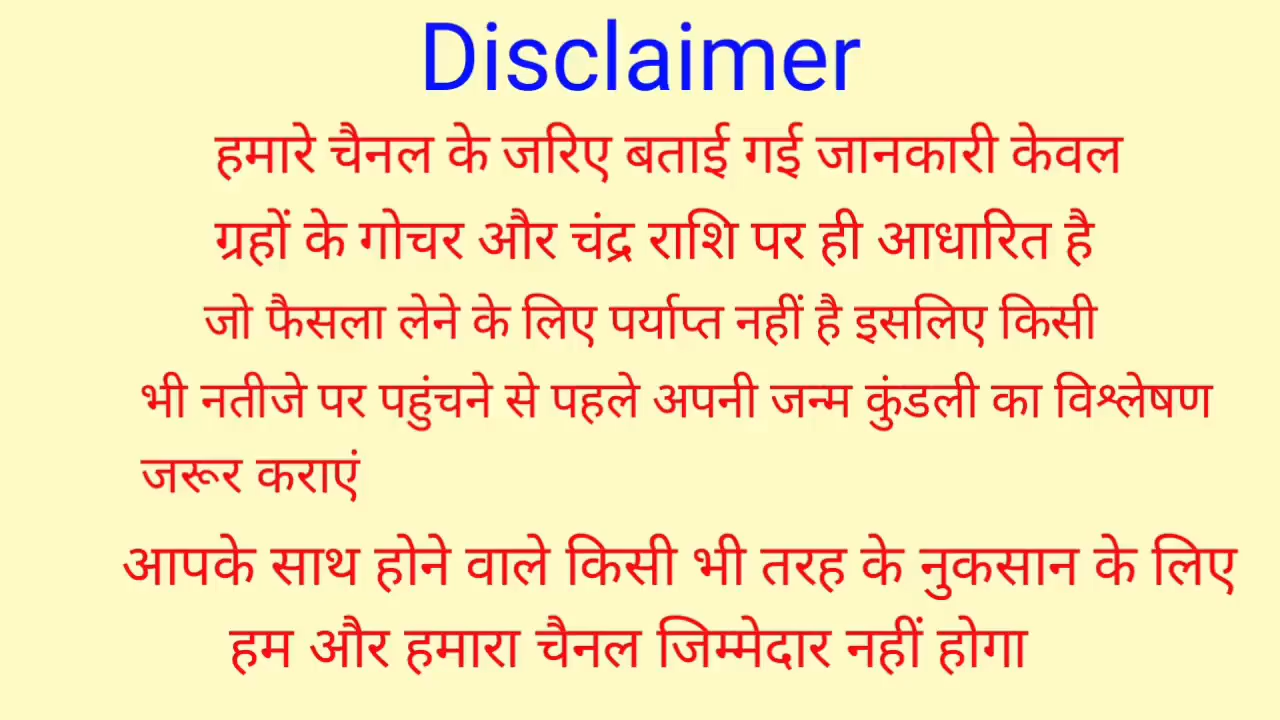 Disclaimer
हमारे चैनल के जरिए बताई गई जानकारी केवल
ग्रहों के गोचर और चंद्र राशि पर ही आधारित है
जो फैसला लेने के लिए पर्याप्त नहीं है इसलिए किसी
भी नतीजे पर पहुंचने से पहले अपनी जन्म कुंडली का विश्लेषण
जरूर कराएं
आपके साथ होने वाले किसी भी तरह के नुकसान के लिए
हम और हमारा चैनल जिम्मेदार नहीं होगा